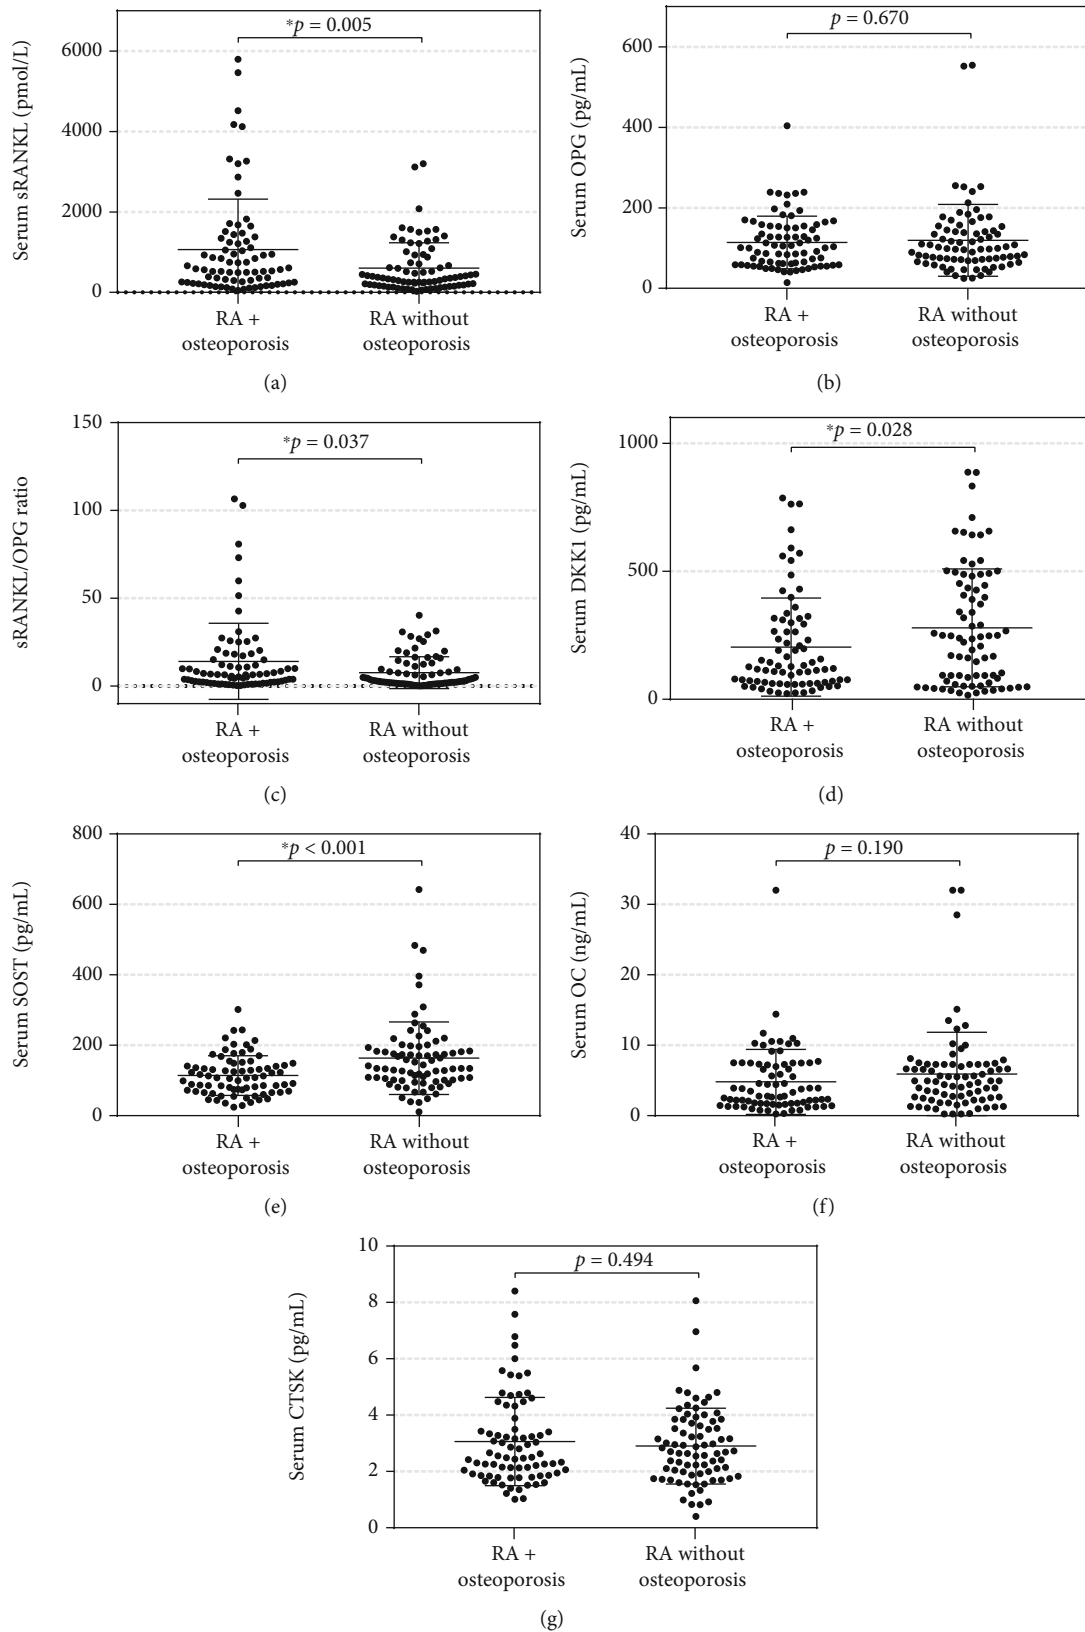 *p = 0.005
Serum sRANKL (pmol/L)
6000
4000
2000
0
RA +
osteoporosis
RA without
osteoporosis
(a)
p = 0.670
Serum OPG (pg/mL)
600
400
200
0
RA +
osteoporosis
RA without
osteoporosis
(b)
*p = 0.037
sRANKL/OPG ratio
150
100
50
0
RA +
osteoporosis
RA without
osteoporosis
(c)
*p = 0.028
Serum DKK1 (pg/mL)
1000
500
0
RA +
osteoporosis
RA without
osteoporosis
(d)
*p < 0.001
Serum SOST (pg/mL)
800
600
400
200
0
RA +
osteoporosis
RA without
osteoporosis
(e)
p = 0.190
Serum OC (ng/mL)
40
30
20
10
0
RA +
osteoporosis
RA without
osteoporosis
(f)
p = 0.494
Serum CTSK (pg/mL)
10
8
6
4
2
0
RA +
osteoporosis
RA without
osteoporosis
(g)